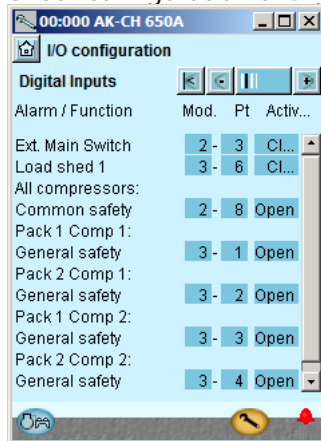 00:000 AK-CH 650A
I/O configuration
Digital Inputs
Alarm / Function Mod. Pt Activ...
Ext. Main Switch 2 - 3 Cl...
Load shed 1 3 - 6 Cl...
All compressors:
Common safety 2 - 8 Open
Pack 1 Comp 1:
General safety 3 - 1 Open
Pack 2 Comp 1:
General safety 3 - 2 Open
Pack 1 Comp 2:
General safety 3 - 3 Open
Pack 2 Comp 2:
General safety 3 - 4 Open